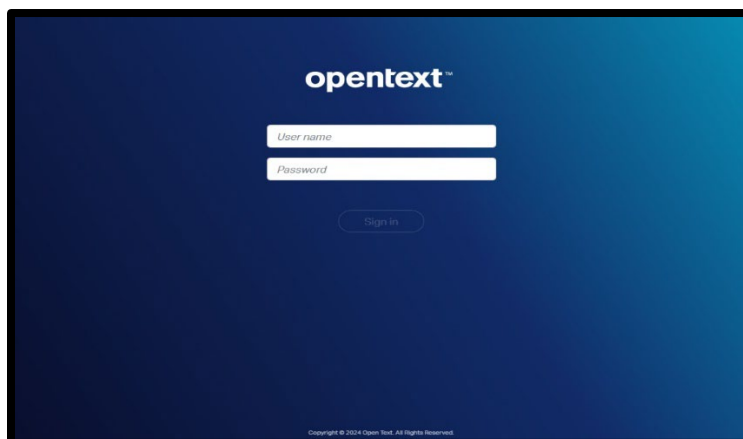 opentext™
User name
Password
Sign in
Copyright © 2024 Open Text. All Rights Reserved.